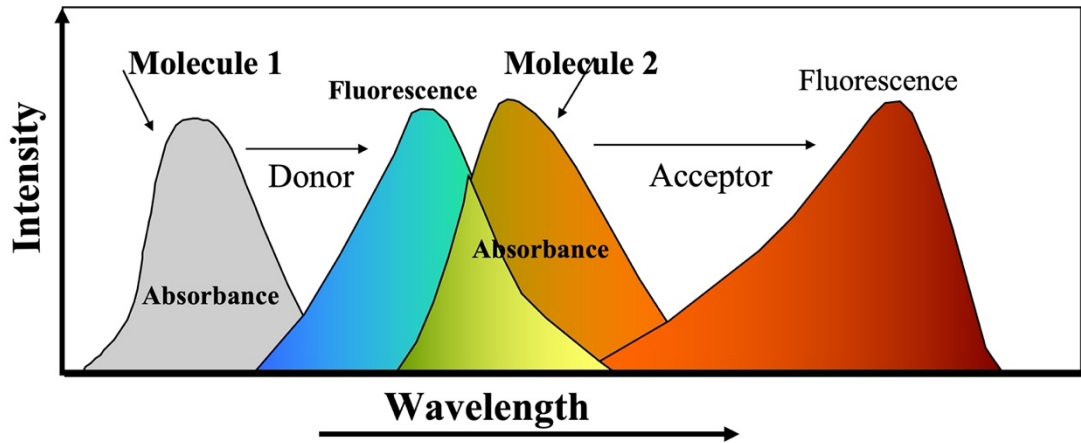 Intensity
Molecule 1
Molecule 2
Fluorescence
Fluorescence
Donor
Acceptor
Absorbance
Absorbance
Wavelength